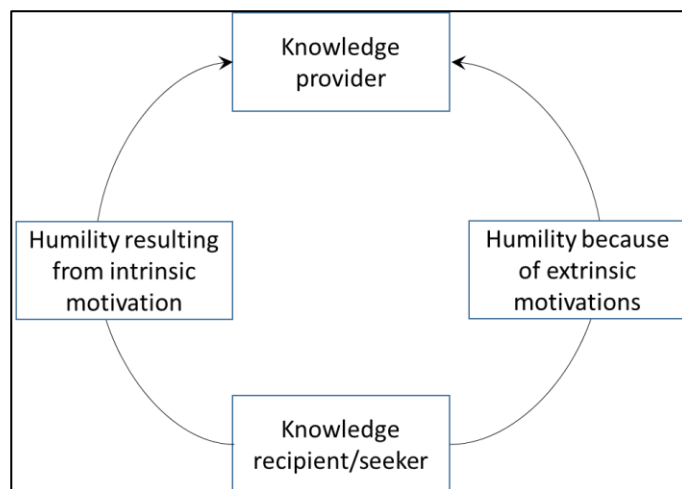 Knowledge
provider
Humility resulting
from intrinsic
motivation
Humility because
of extrinsic
motivations
Knowledge
recipient/seeker